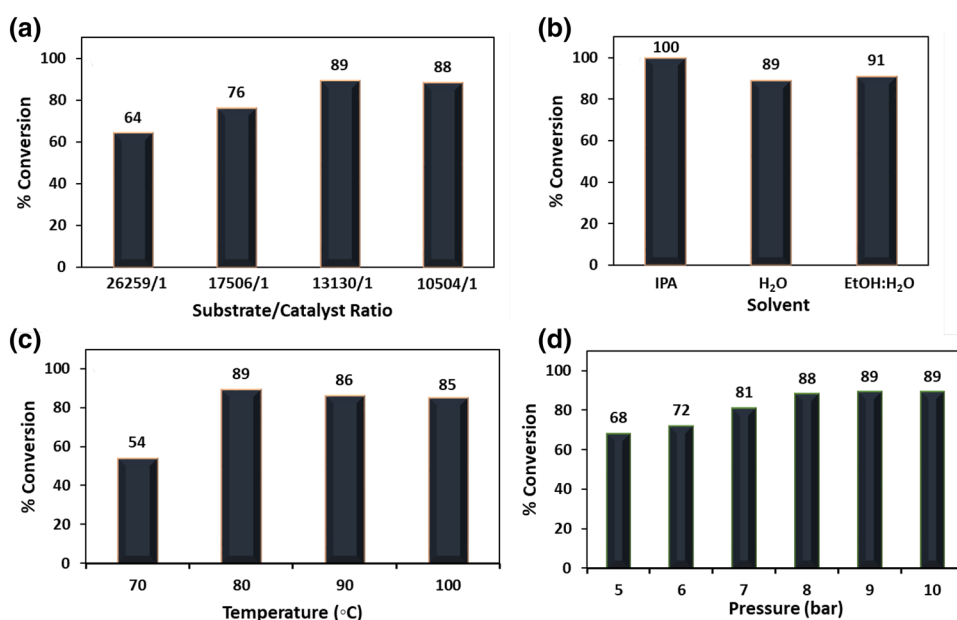 (a)
% Conversion
100
80
60
40
20
0
64
76
89
88
26259/1 17506/1 13130/1 10504/1
Substrate/Catalyst Ratio
(b)
% Conversion
100
80
60
40
20
0
100
89
91
IPA H₂O EtOH:H₂O
Solvent
(c)
% Conversion
100
80
60
40
20
0
54
89
86
85
70 80 90 100
Temperature (◦C)
(d)
% Conversion
100
80
60
40
20
0
68
72
81
88
89
89
5 6 7 8 9 10
Pressure (bar)